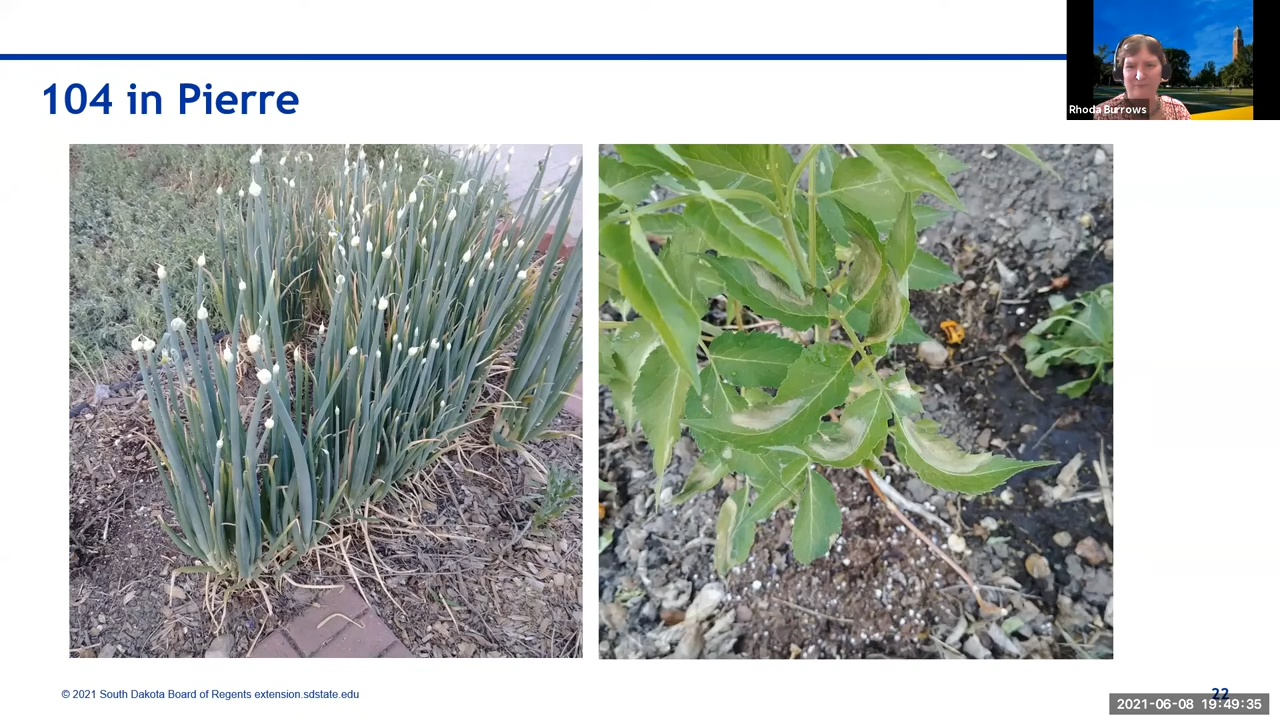 104 in Pierre
Rhoda Burrows
© 2021 South Dakota Board of Regents extension.sdstate.edu
22
2021-06-08 19:49:35